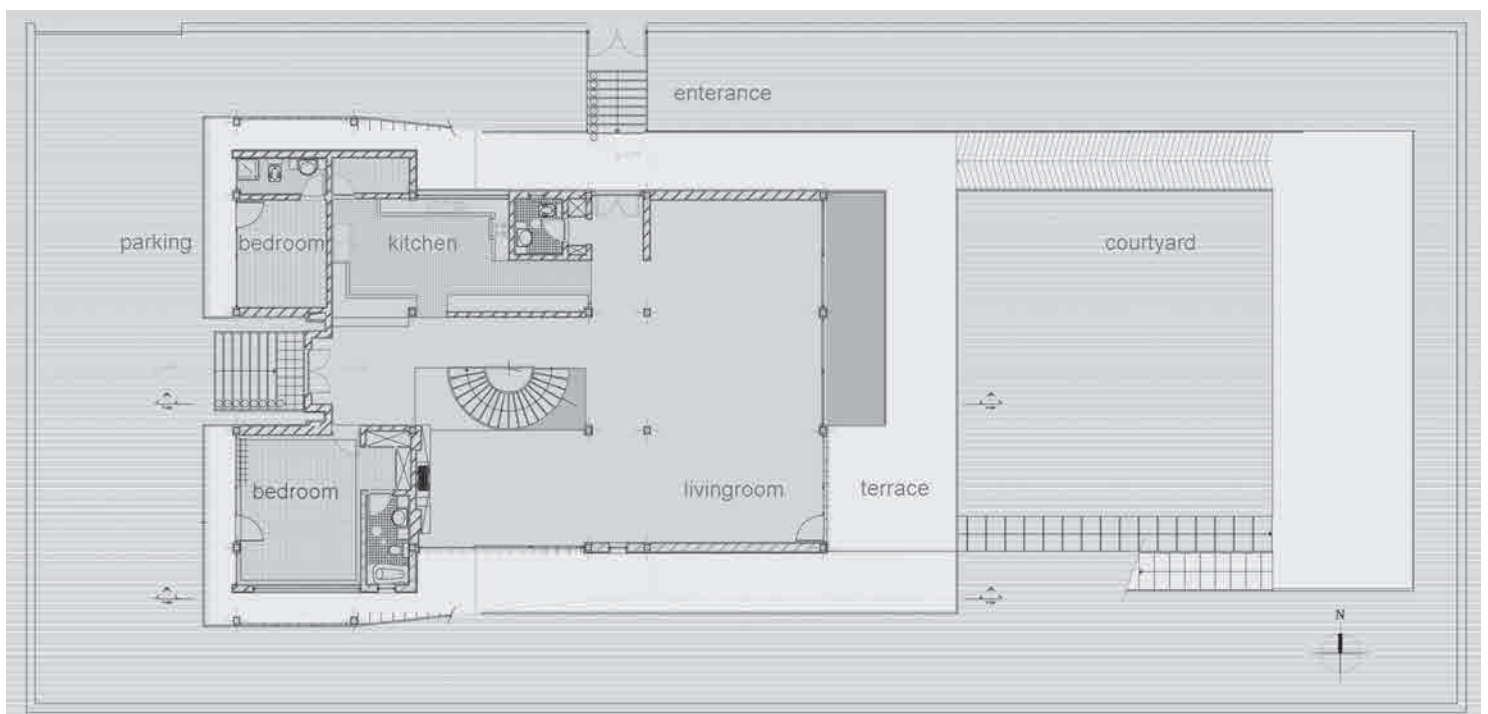 enterance
parking
bedroom
kitchen
courtyard
bedroom
livingroom
terrace
N